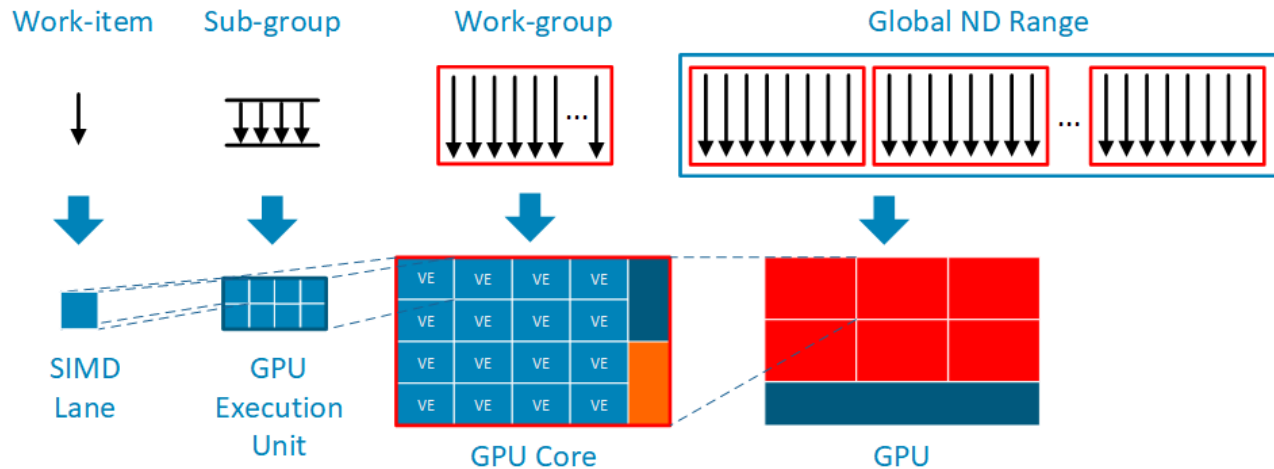 Work-item
Sub-group
Work-group
Global ND Range
...
...
VE VE VE VE
VE VE VE VE
VE VE VE VE
VE VE VE VE
SIMD
Lane
GPU
Execution
Unit
GPU Core
GPU